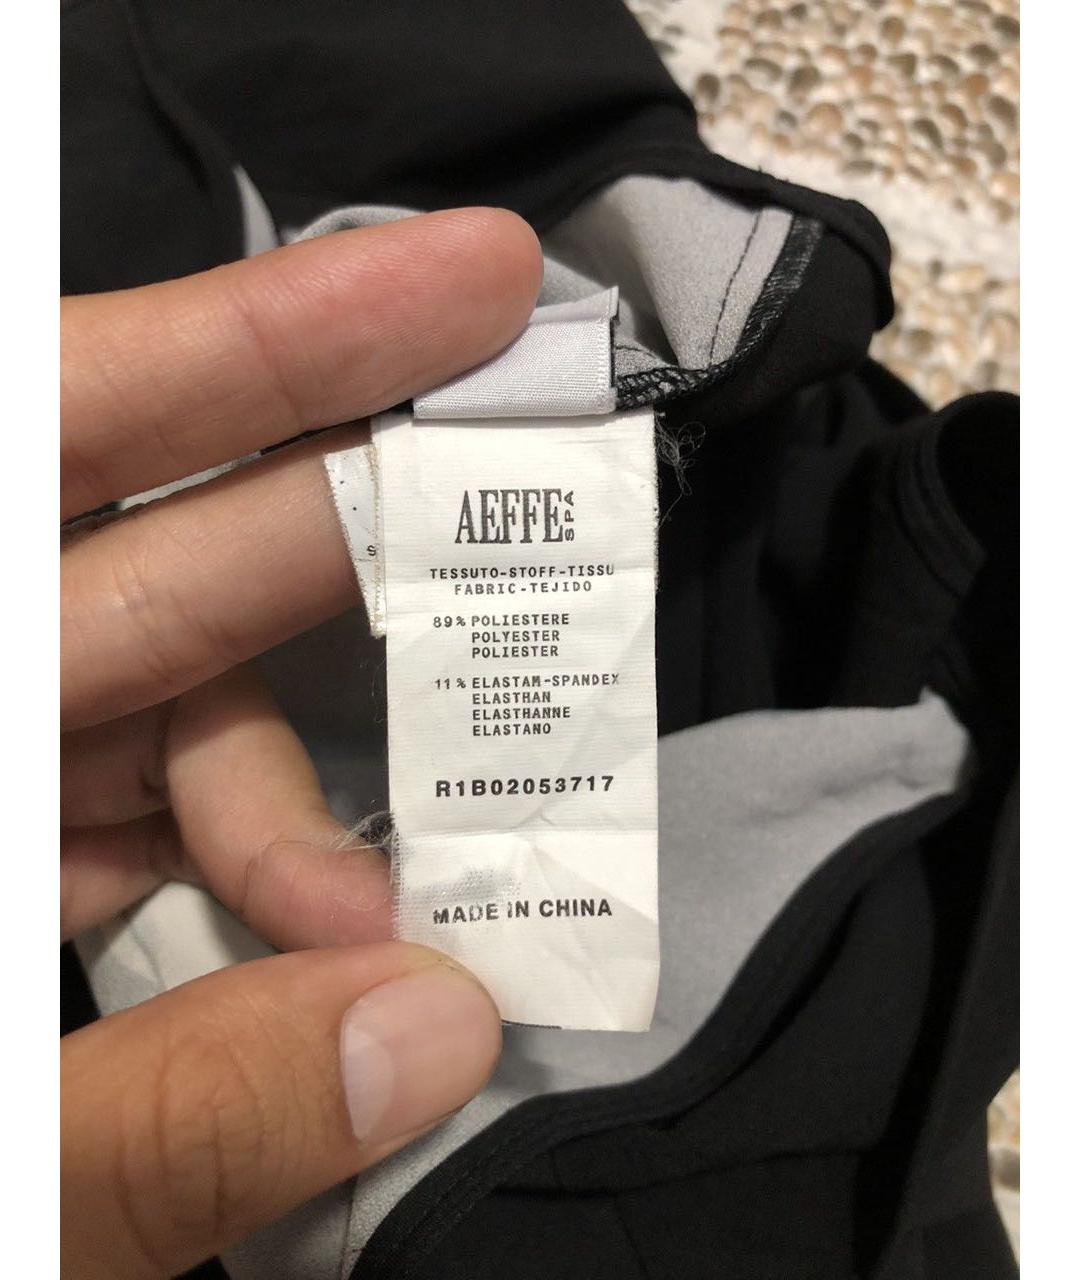 AEFFE SPA
TESSUTO-STOFF-TISSU
FABRIC-TEJIDO
89% POLIESTERE
POLYESTER
POLIESTER
11% ELASTAM-SPANDEX
ELASTHAN
ELASTHANNE
ELASTANO
R1B02053717
MADE IN CHINA
S